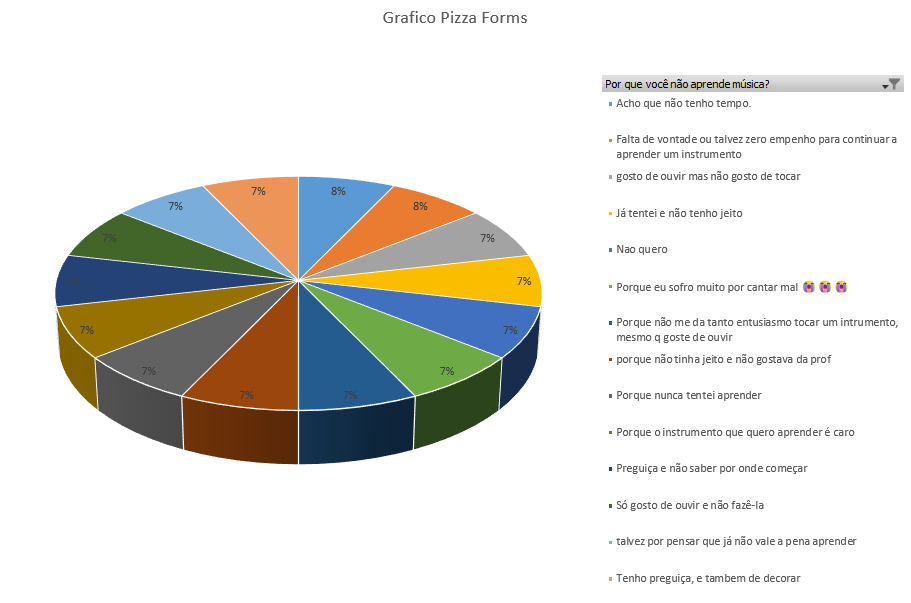 Grafico Pizza Forms
Por que você não aprende música?
Acho que não tenho tempo.
Falta de vontade ou talvez zero empenho para continuar a
aprender um instrumento
gosto de ouvir mas não gosto de tocar
Já tentei e não tenho jeito
Nao quero
Porque eu sofro muito por cantar mal 😭 😭 😭
Porque não me da tanto entusiasmo tocar um intrumento,
mesmo q goste de ouvir
porque não tinha jeito e não gostava da prof
Porque nunca tentei aprender
Porque o instrumento que quero aprender é caro
Preguiça e não saber por onde começar
Só gosto de ouvir e não fazê-la
talvez por pensar que já não vale a pena aprender
Tenho preguiça, e tambem de decorar
8%
8%
7%
7%
7%
7%
7%
7%
7%
7%
7%
7%
7%
7%